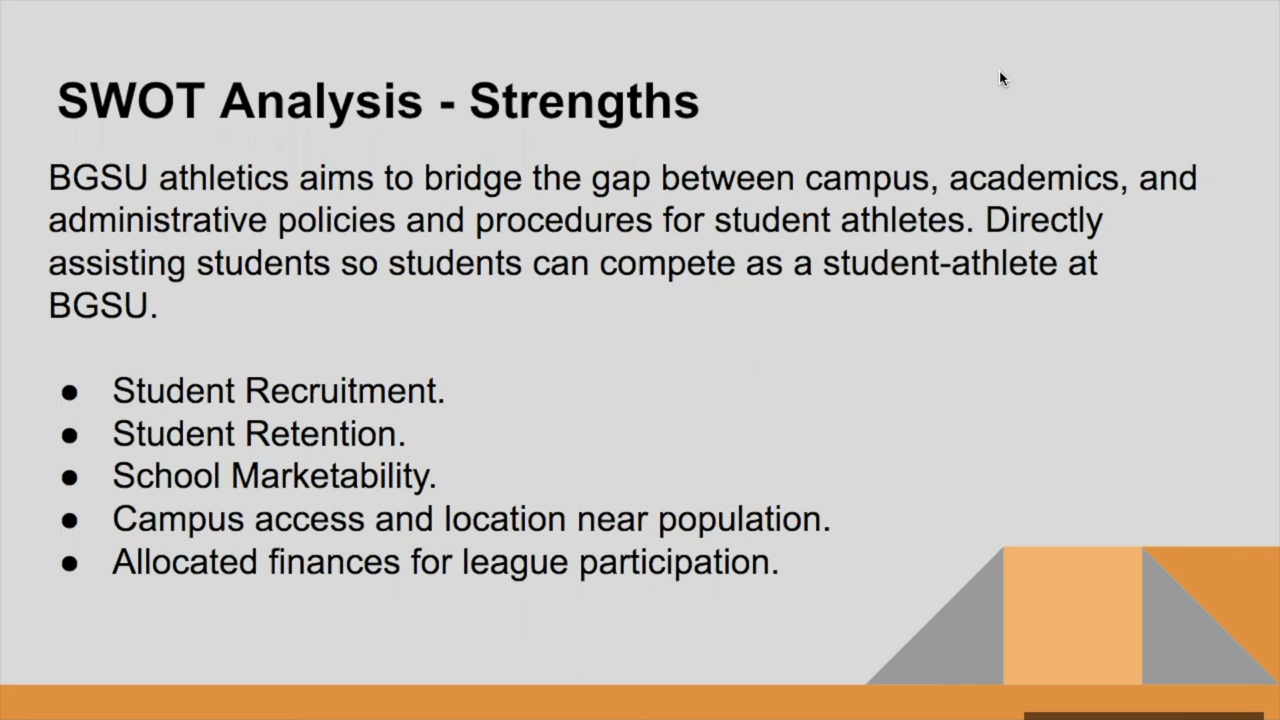 SWOT Analysis - Strengths
BGSU athletics aims to bridge the gap between campus, academics, and
administrative policies and procedures for student athletes. Directly
assisting students so students can compete as a student-athlete at
BGSU.
● Student Recruitment.
● Student Retention.
● School Marketability.
● Campus access and location near population.
● Allocated finances for league participation.